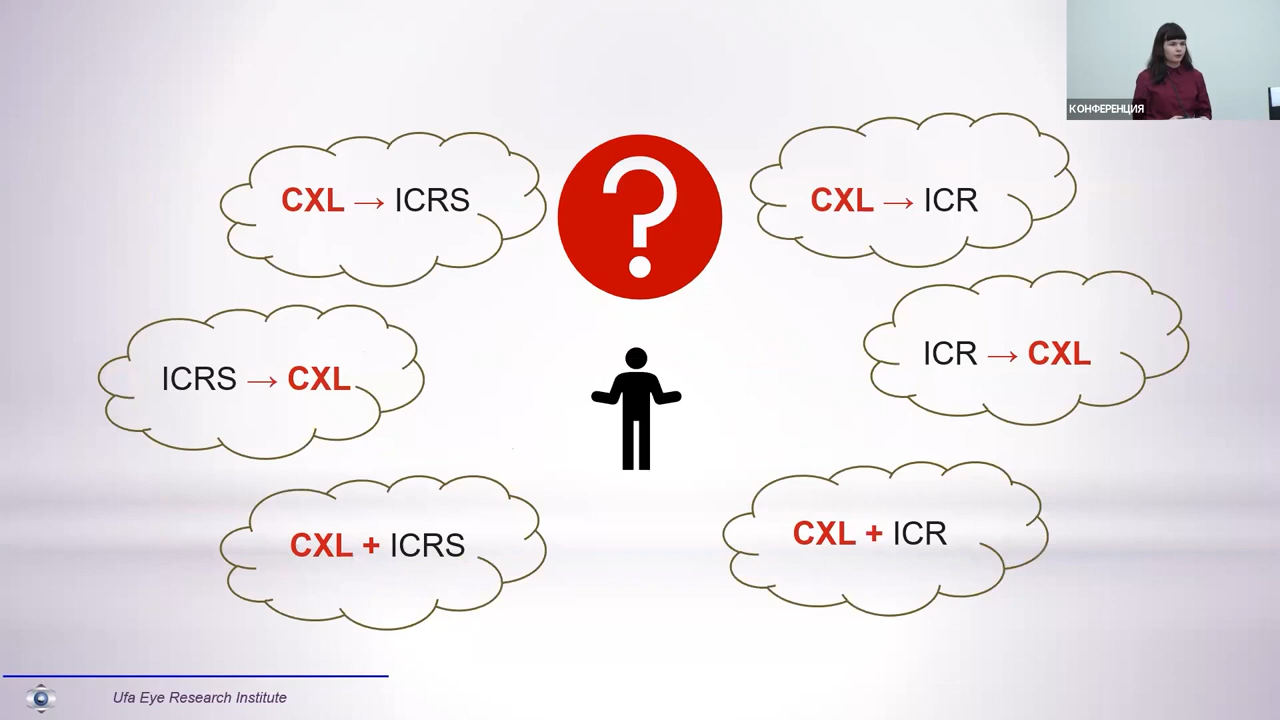 КОНФЕРЕНЦИЯ
CXL → ICRS
?
CXL → ICR
ICRS → CXL
ICR → CXL
CXL + ICRS
CXL + ICR
Ufa Eye Research Institute